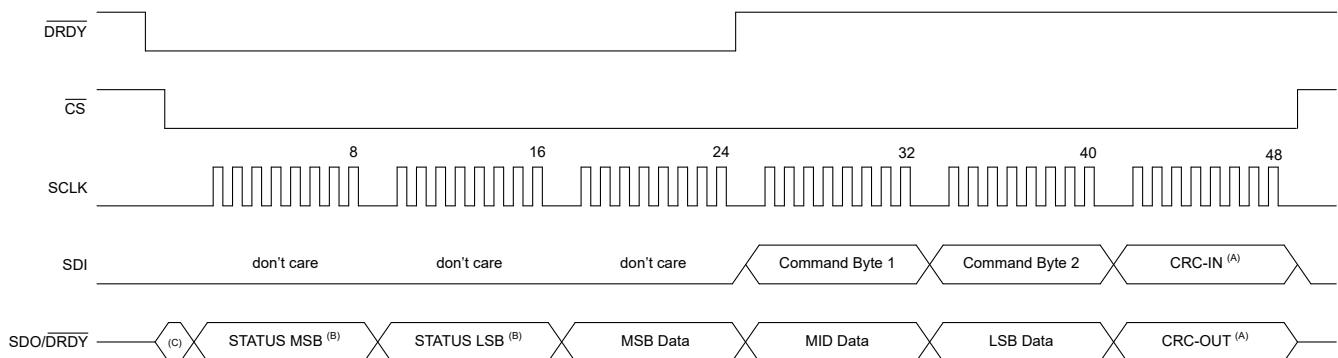 DRDY
CS
8 16 24 32 40 48
SCLK
SDI don't care don't care don't care Command Byte 1 Command Byte 2 CRC-IN (A)
SDO/DRDY (C) STATUS MSB (B) STATUS LSB (B) MSB Data MID Data LSB Data CRC-OUT (A)